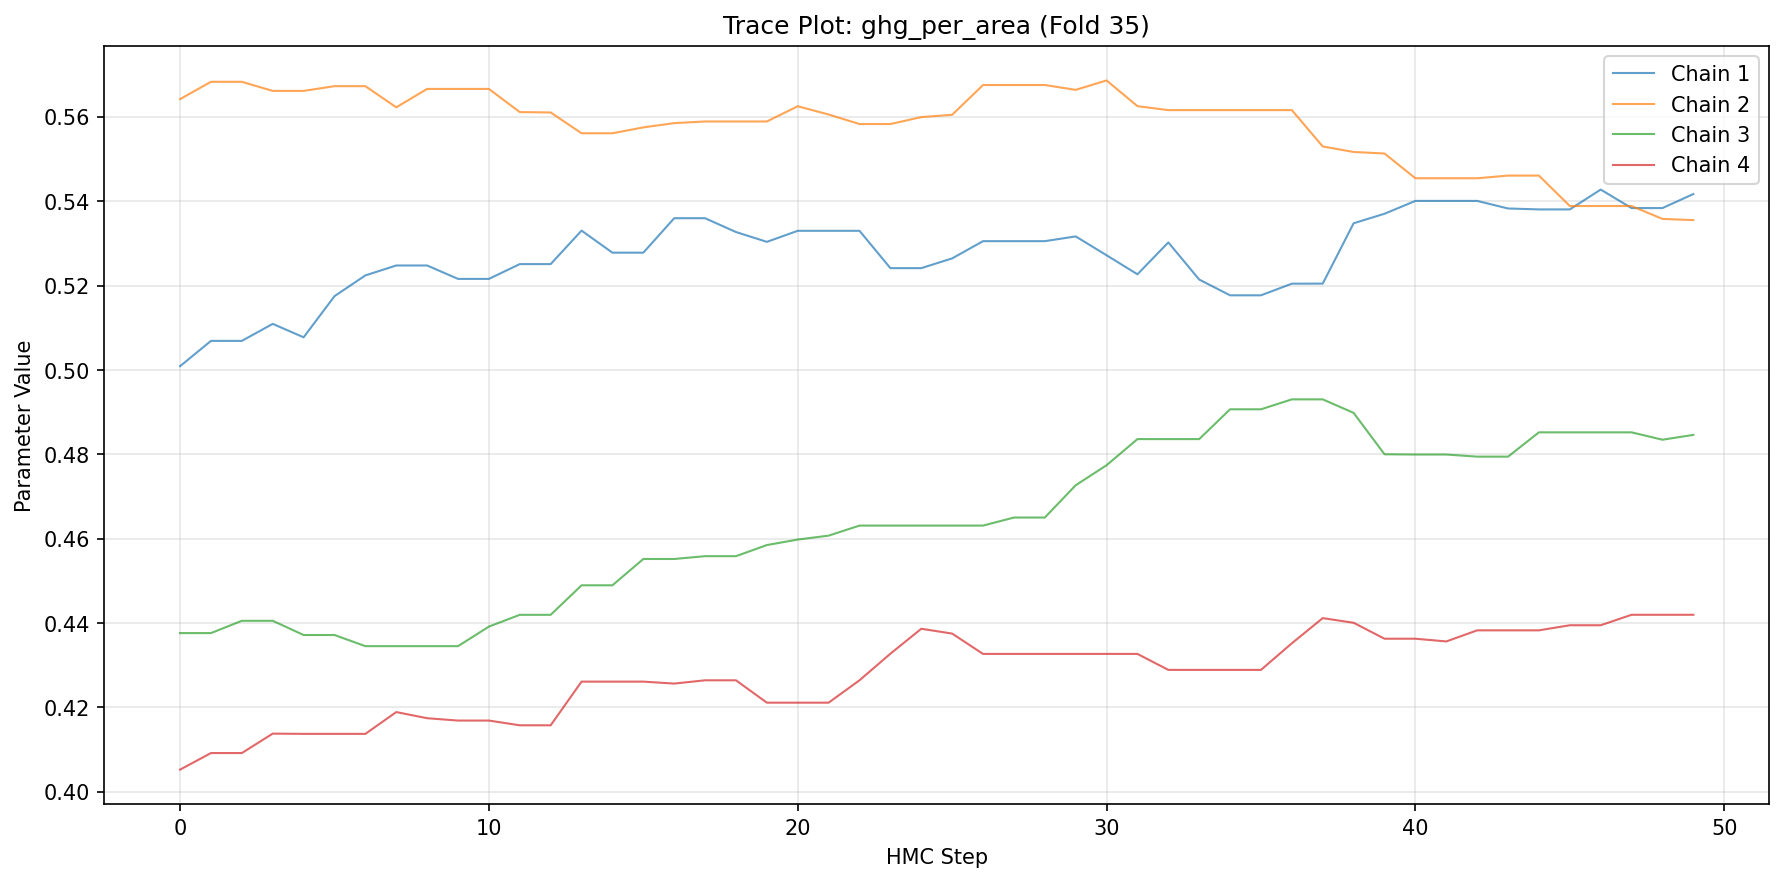 Trace Plot: ghg_per_area (Fold 35)
Chain 1
Chain 2
Chain 3
Chain 4
0.56
0.54
0.52
0.50
0.48
0.46
0.44
0.42
0.40
Parameter Value
0 10 20 30 40 50
HMC Step